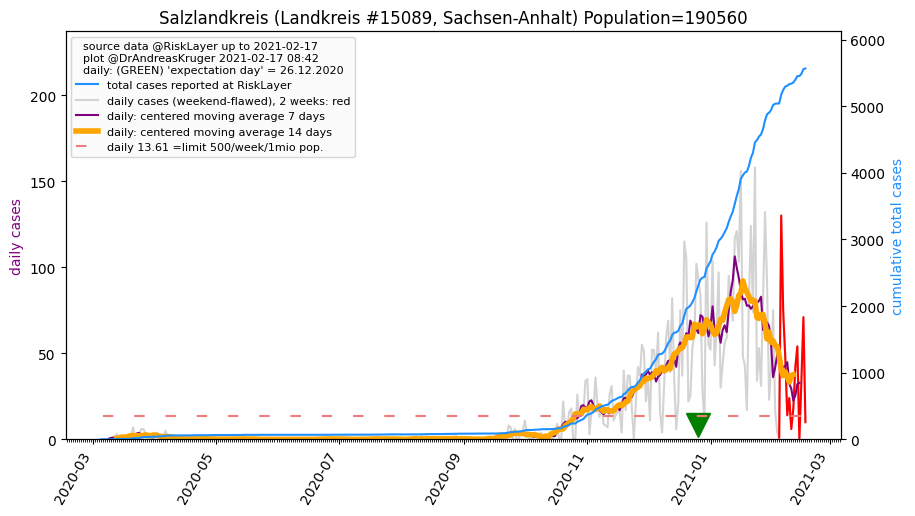 Salzlandkreis (Landkreis #15089, Sachsen-Anhalt) Population=190560
source data @RiskLayer up to 2021-02-17
plot @DrAndreasKruger 2021-02-17 08:42
daily: (GREEN) 'expectation day' = 26.12.2020
total cases reported at RiskLayer
daily cases (weekend-flawed), 2 weeks: red
daily: centered moving average 7 days
daily: centered moving average 14 days
daily 13.61 =limit 500/week/1mio pop.
daily cases
200
150
100
50
0
6000
5000
4000
3000
2000
1000
0
cumulative total cases
2020-03
2020-05
2020-07
2020-09
2020-11
2021-01
2021-03